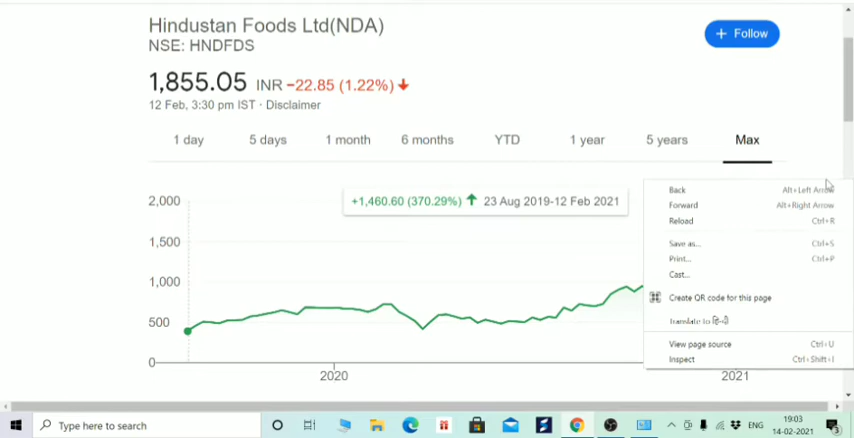 Hindustan Foods Ltd(NDA)
NSE: HNDFDS
+ Follow
1,855.05 INR −22.85 (1.22%)
12 Feb, 3:30 pm IST · Disclaimer
1 day 5 days 1 month 6 months YTD 1 year 5 years Max
+1,460.60 (370.29%) 23 Aug 2019-12 Feb 2021
2,000
1,500
1,000
500
0
2020
2021
Back Alt+Left Arrow
Forward Alt+Right Arrow
Reload Ctrl+R
Save as... Ctrl+S
Print... Ctrl+P
Cast...
Create QR code for this page
Translate to हिन्दी
View page source Ctrl+U
Inspect Ctrl+Shift+I
Type here to search
ENG
19:03
14-02-2021
3